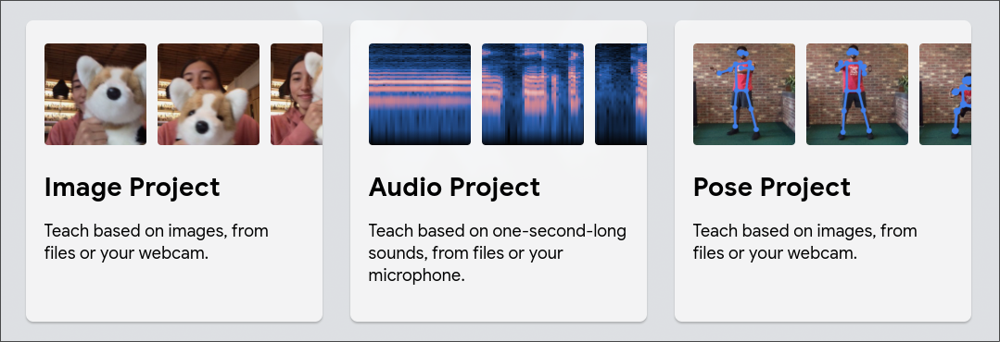 Image Project
Teach based on images, from
files or your webcam.
Audio Project
Teach based on one-second-long
sounds, from files or your
microphone.
Pose Project
Teach based on images, from
files or your webcam.